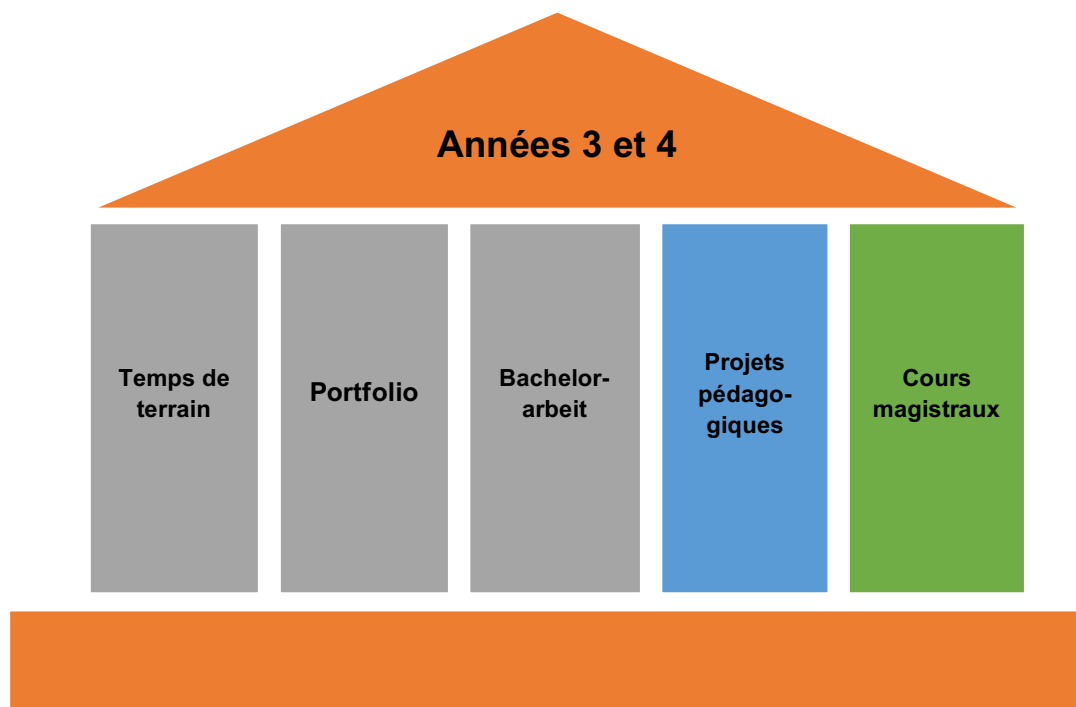 Années 3 et 4
Temps de
terrain
Portfolio
Bachelor-
arbeit
Projets
pédago-
giques
Cours
magistraux